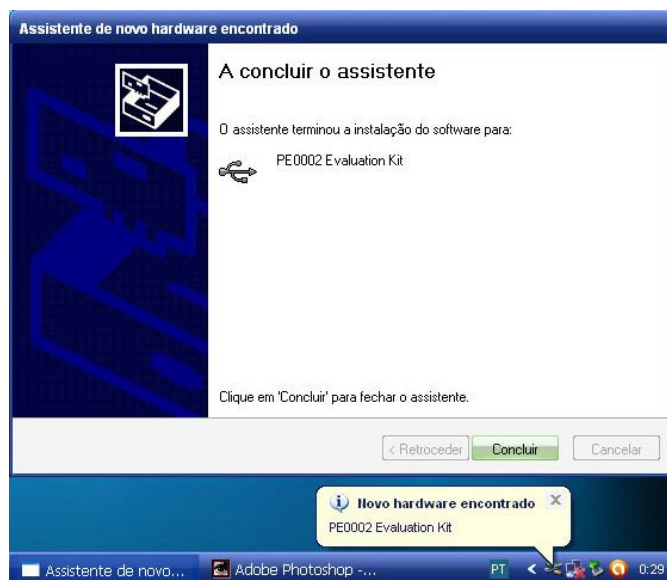 Assistente de novo hardware encontrado
A concluir o assistente
O assistente terminou a instalação do software para:
PE0002 Evaluation Kit
Clique em 'Concluir' para fechar o assistente.
< Retroceder
Concluir
Cancelar
Novo hardware encontrado
PE0002 Evaluation Kit
Assistente de novo...
Adobe Photoshop -...
PT
0:29